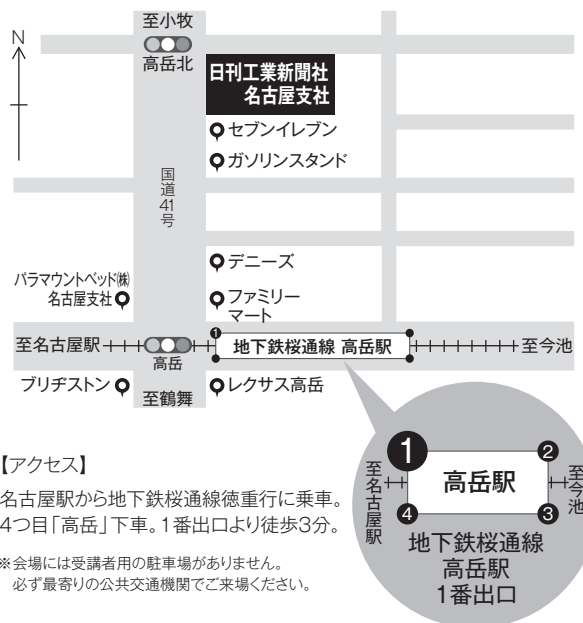 至小牧
N
高岳北
日刊工業新聞社
名古屋支社
セブンイレブン
ガソリンスタンド
国道41号
デニーズ
パラマウントベッド㈱
名古屋支社
ファミリー
マート
至名古屋駅
高岳
1
地下鉄桜通線 高岳駅
至今池
ブリヂストン
至鶴舞
レクサス高岳
【アクセス】
名古屋駅から地下鉄桜通線徳重行に乗車。
4つ目「高岳」下車。1番出口より徒歩3分。
※会場には受講者用の駐車場がありません。
必ず最寄りの公共交通機関でご来場ください。
1
2
至名古屋駅
高岳駅
至今池
4
3
地下鉄桜通線
高岳駅
1番出口